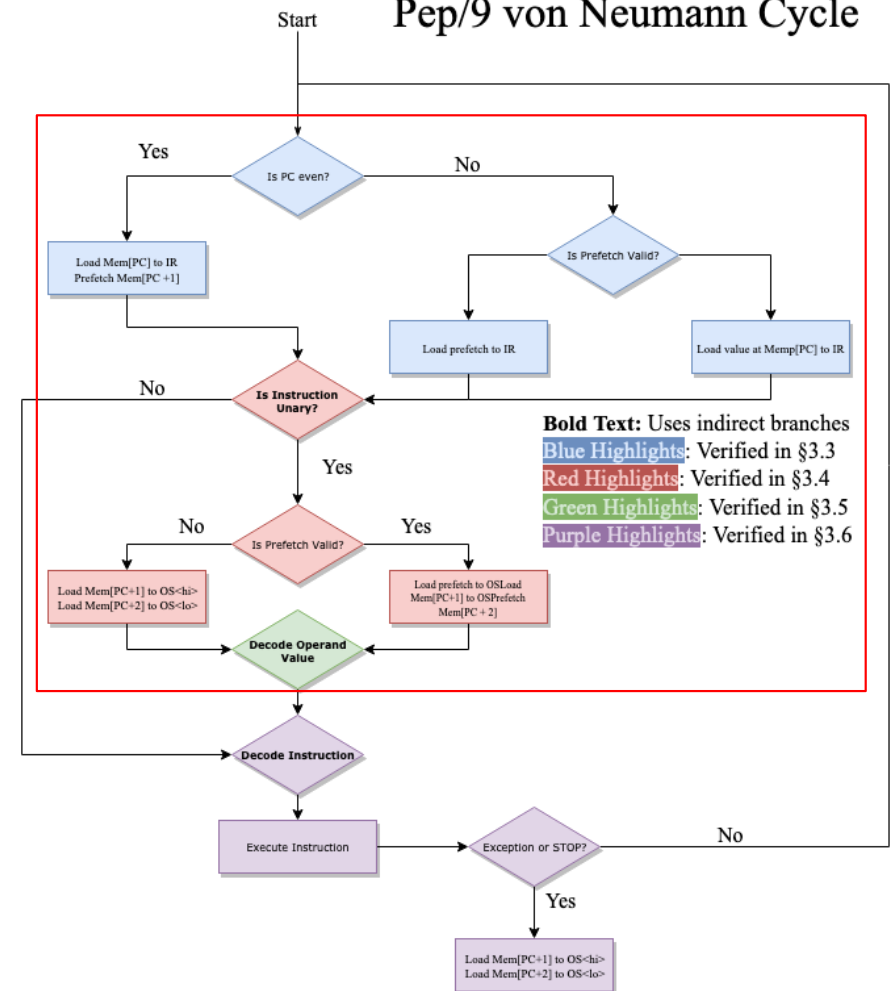 Pep/9 von Neumann Cycle
Start
Yes
Is PC even?
No
Load Mem[PC] to IR
Prefetch Mem[PC +1]
Is Prefetch Valid?
Load prefetch to IR
Load value at Memp[PC] to IR
No
Is Instruction
Unary?
Yes
Bold Text: Uses indirect branches
Blue Highlights: Verified in §3.3
Red Highlights: Verified in §3.4
Green Highlights: Verified in §3.5
Purple Highlights: Verified in §3.6
No
Is Prefetch Valid?
Yes
Load Mem[PC+1] to OS<hi>
Load Mem[PC+2] to OS<lo>
Load prefetch to OSLoad
Mem[PC+1] to OSPrefetch
Mem[PC + 2]
Decode Operand
Value
Decode Instruction
Execute Instruction
Exception or STOP?
No
Yes
Load Mem[PC+1] to OS<hi>
Load Mem[PC+2] to OS<lo>